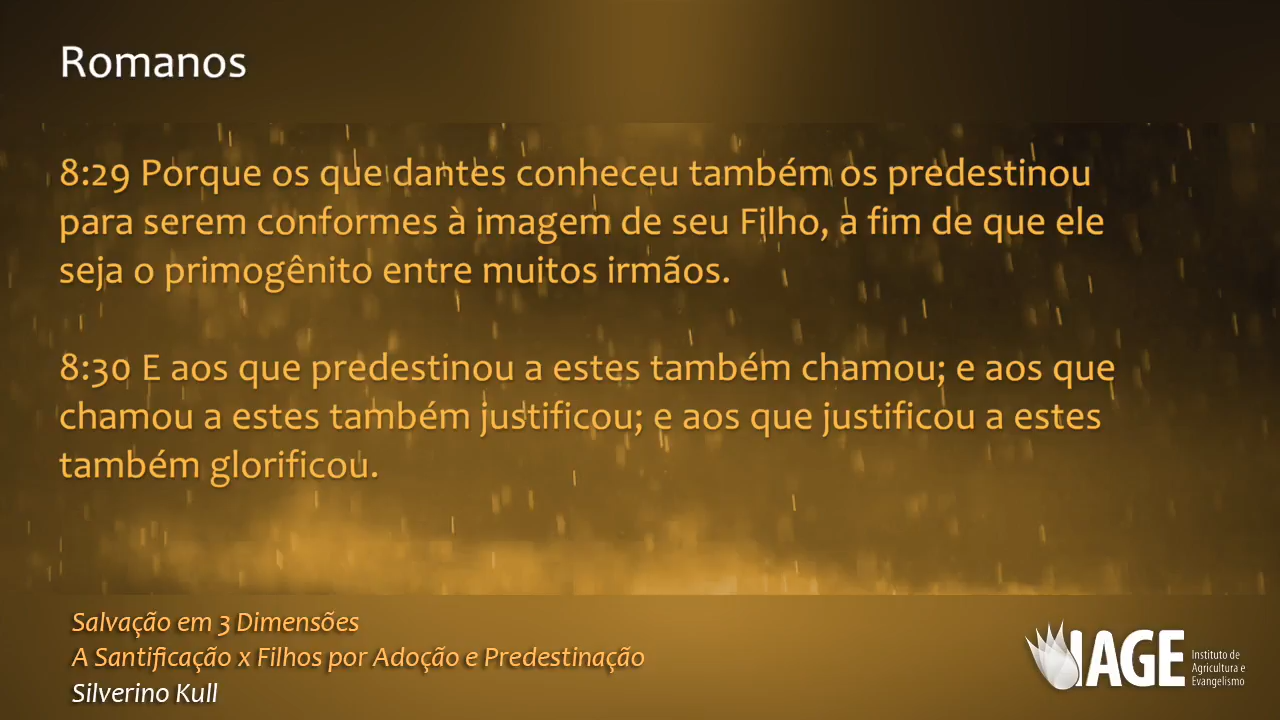 Romanos
8:29 Porque os que dantes conheceu também os predestinou
para serem conformes à imagem de seu Filho, a fim de que ele
seja o primogênito entre muitos irmãos.
8:30 E aos que predestinou a estes também chamou; e aos que
chamou a estes também justificou; e aos que justificou a estes
também glorificou.
Salvação em 3 Dimensões
A Santificação x Filhos por Adoção e Predestinação
Silverino Kull
IAGE
Instituto de
Agricultura e
Evangelismo